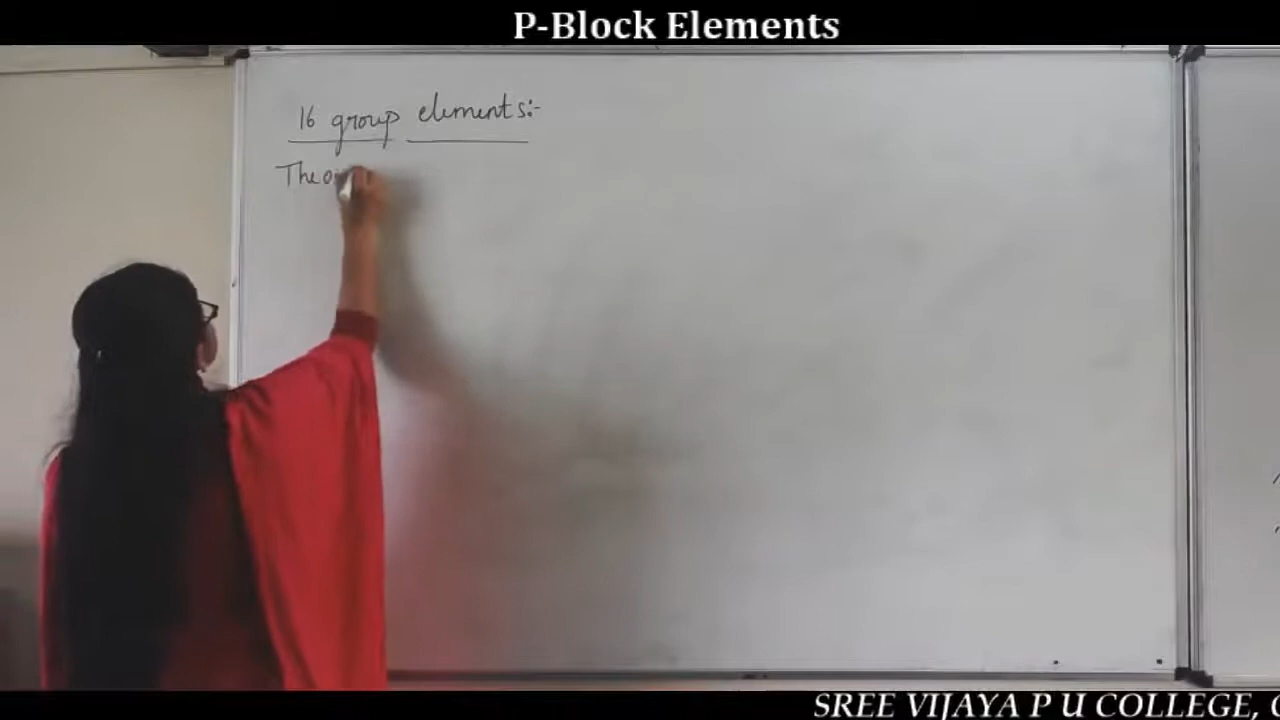 P-Block Elements
16 group elements:-
SREE VIJAYA P U COLLEGE,